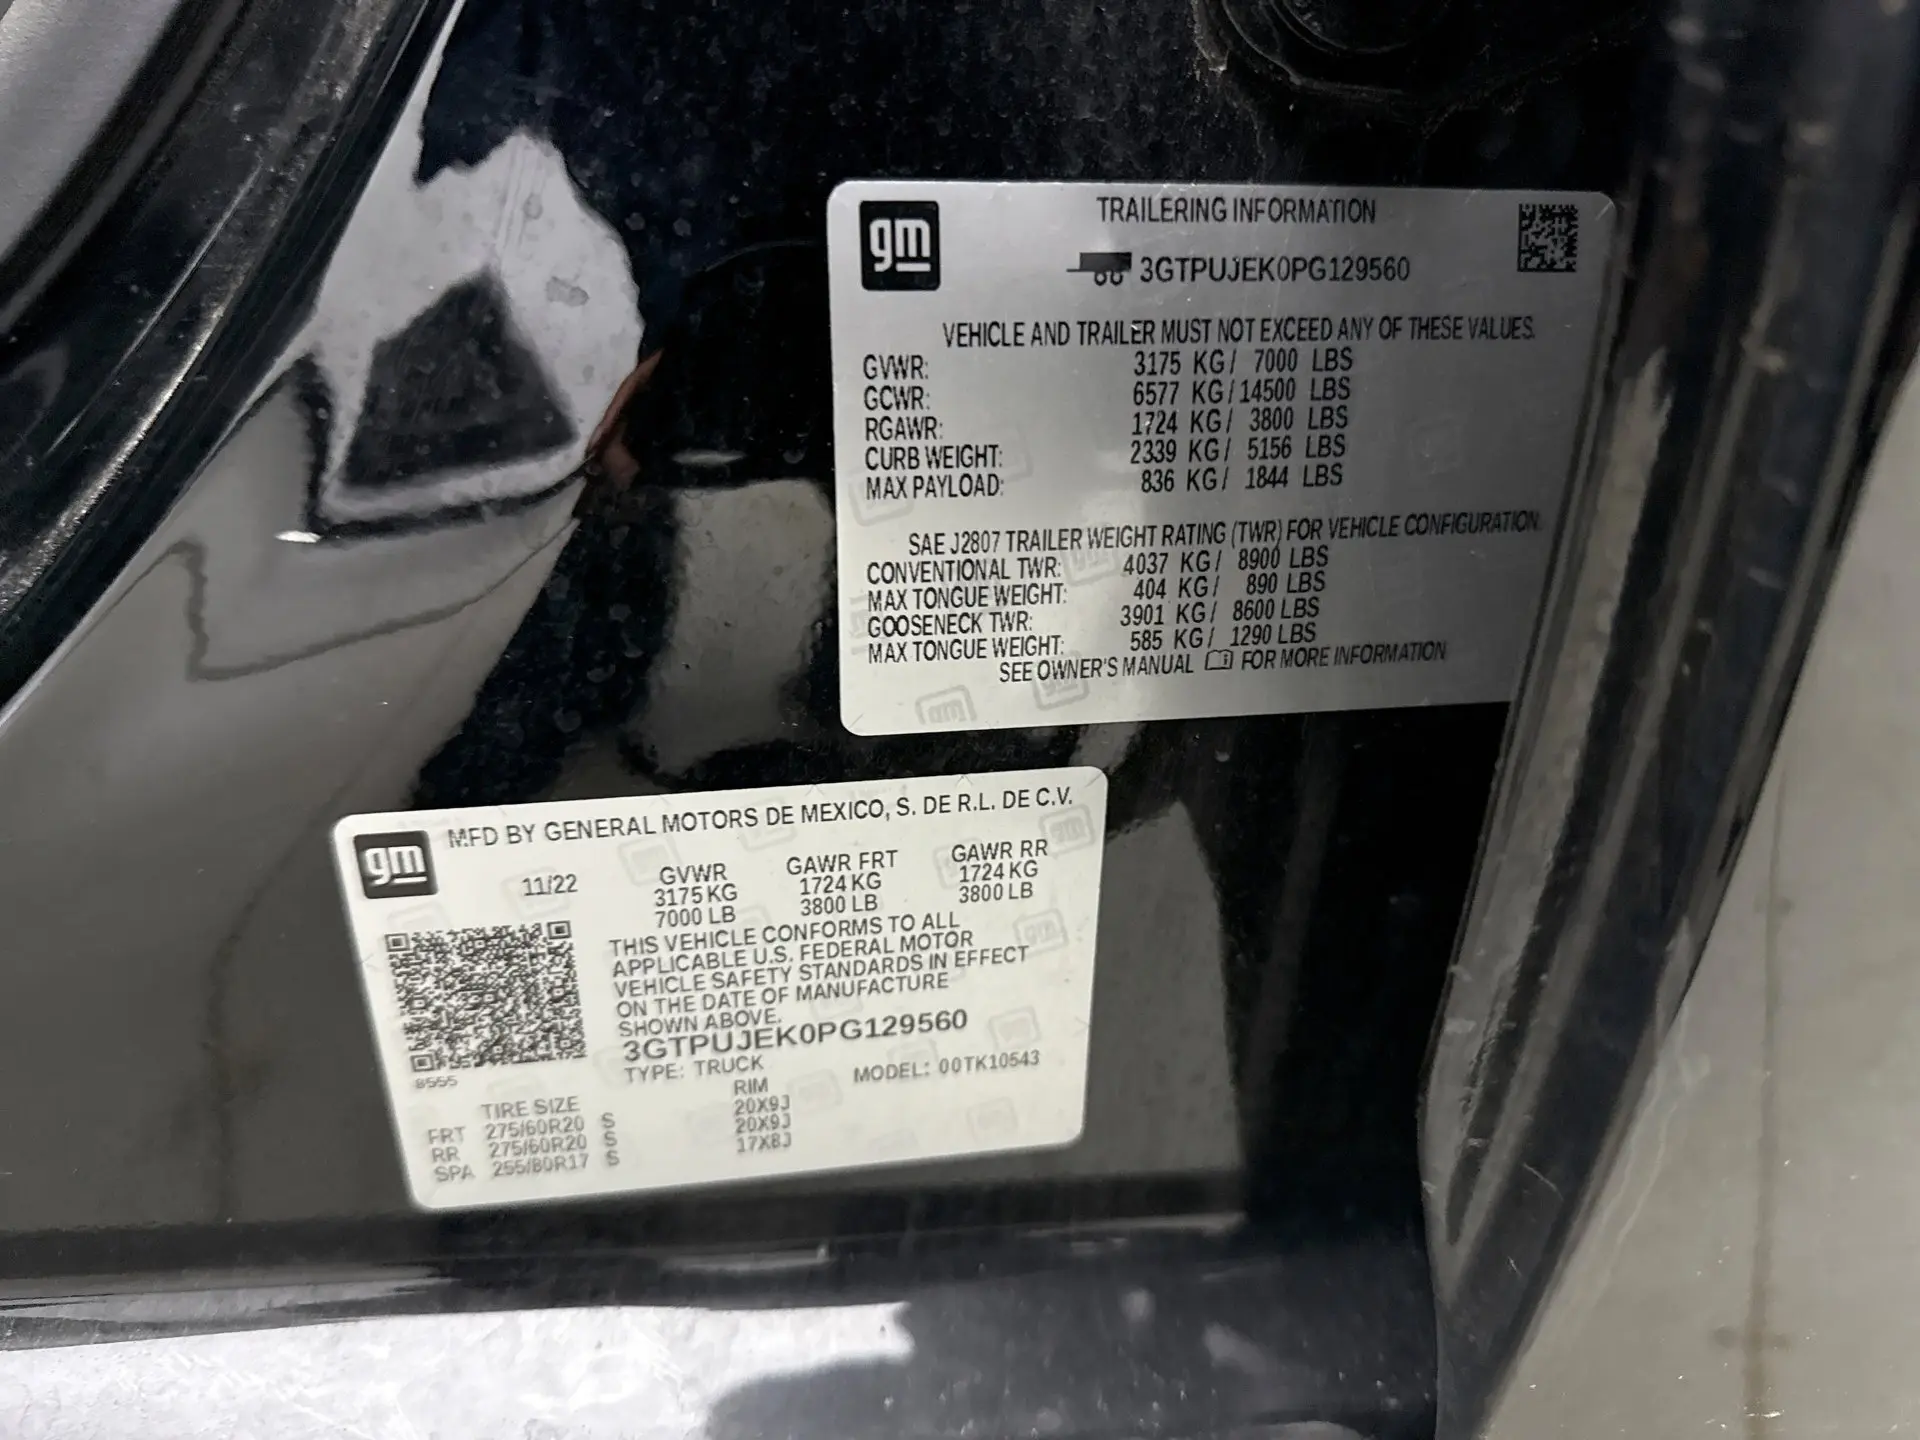 gm
TRAILERING INFORMATION
3GTPUJEK0PG129560
VEHICLE AND TRAILER MUST NOT EXCEED ANY OF THESE VALUES.
GVWR: 3175 KG/ 7000 LBS
GCWR: 6577 KG/14500 LBS
RGAWR: 1724 KG/ 3800 LBS
CURB WEIGHT: 2339 KG/ 5156 LBS
MAX PAYLOAD: 836 KG/ 1844 LBS
SAE J2807 TRAILER WEIGHT RATING (TWR) FOR VEHICLE CONFIGURATION.
CONVENTIONAL TWR: 4037 KG/ 8900 LBS
MAX TONGUE WEIGHT: 404 KG/ 890 LBS
GOOSENECK TWR: 3901 KG/ 8600 LBS
MAX TONGUE WEIGHT: 585 KG/ 1290 LBS
SEE OWNER'S MANUAL FOR MORE INFORMATION
gm
MFD BY GENERAL MOTORS DE MEXICO, S. DE R.L. DE C.V.
11/22 GVWR GAWR FRT GAWR RR
3175 KG 1724 KG 1724 KG
7000 LB 3800 LB 3800 LB
THIS VEHICLE CONFORMS TO ALL
APPLICABLE U.S. FEDERAL MOTOR
VEHICLE SAFETY STANDARDS IN EFFECT
ON THE DATE OF MANUFACTURE
SHOWN ABOVE.
3GTPUJEK0PG129560
TYPE: TRUCK MODEL: 00TK10543
8555
TIRE SIZE RIM
FRT 275/60R20 S 20X9J
RR 275/60R20 S 20X9J
SPA 255/80R17 S 17X8J